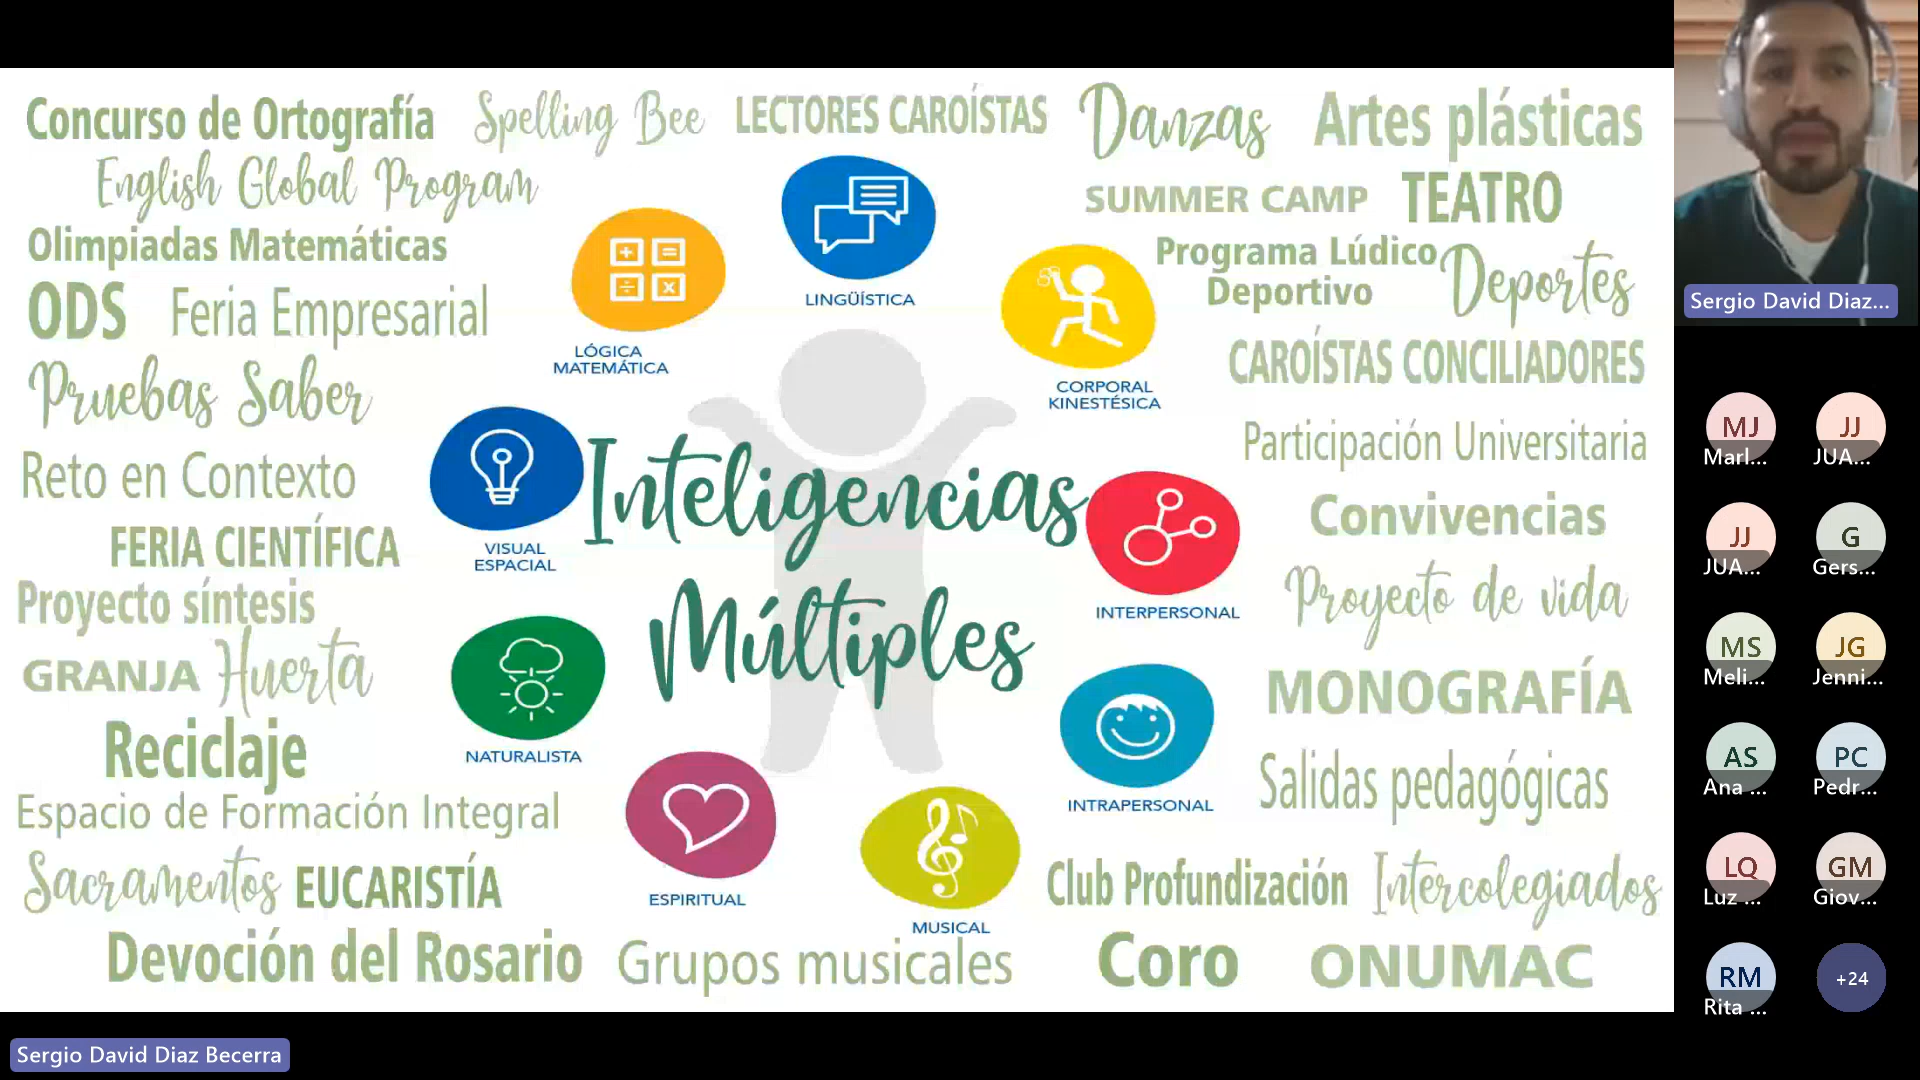 Concurso de Ortografía
Spelling Bee
LECTORES CAROÍSTAS
Danzas
Artes plásticas
English Global Program
SUMMER CAMP
TEATRO
Olimpiadas Matemáticas
Programa Lúdico
Deportivo
Deportes
ODS
Feria Empresarial
LINGÜÍSTICA
LÓGICA
MATEMÁTICA
CORPORAL
KINESTÉSICA
CAROÍSTAS CONCILIADORES
Pruebas Saber
Participación Universitaria
Reto en Contexto
Inteligencias
Múltiples
VISUAL
ESPACIAL
Convivencias
FERIA CIENTÍFICA
INTERPERSONAL
Proyecto de vida
Proyecto síntesis
GRANJA
Huerta
MONOGRAFÍA
Reciclaje
NATURALISTA
INTRAPERSONAL
Salidas pedagógicas
Espacio de Formación Integral
Sacramentos
EUCARISTÍA
ESPIRITUAL
MUSICAL
Club Profundización
Intercolegiados
Devoción del Rosario
Grupos musicales
Coro
ONUMAC
Sergio David Diaz...
MJ
Marl...
JJ
JUA...
JJ
JUA...
G
Gers...
MS
Meli...
JG
Jenni...
AS
Ana ...
PC
Pedr...
LQ
Luz ...
GM
Giov...
RM
Rita ...
+24
Sergio David Diaz Becerra